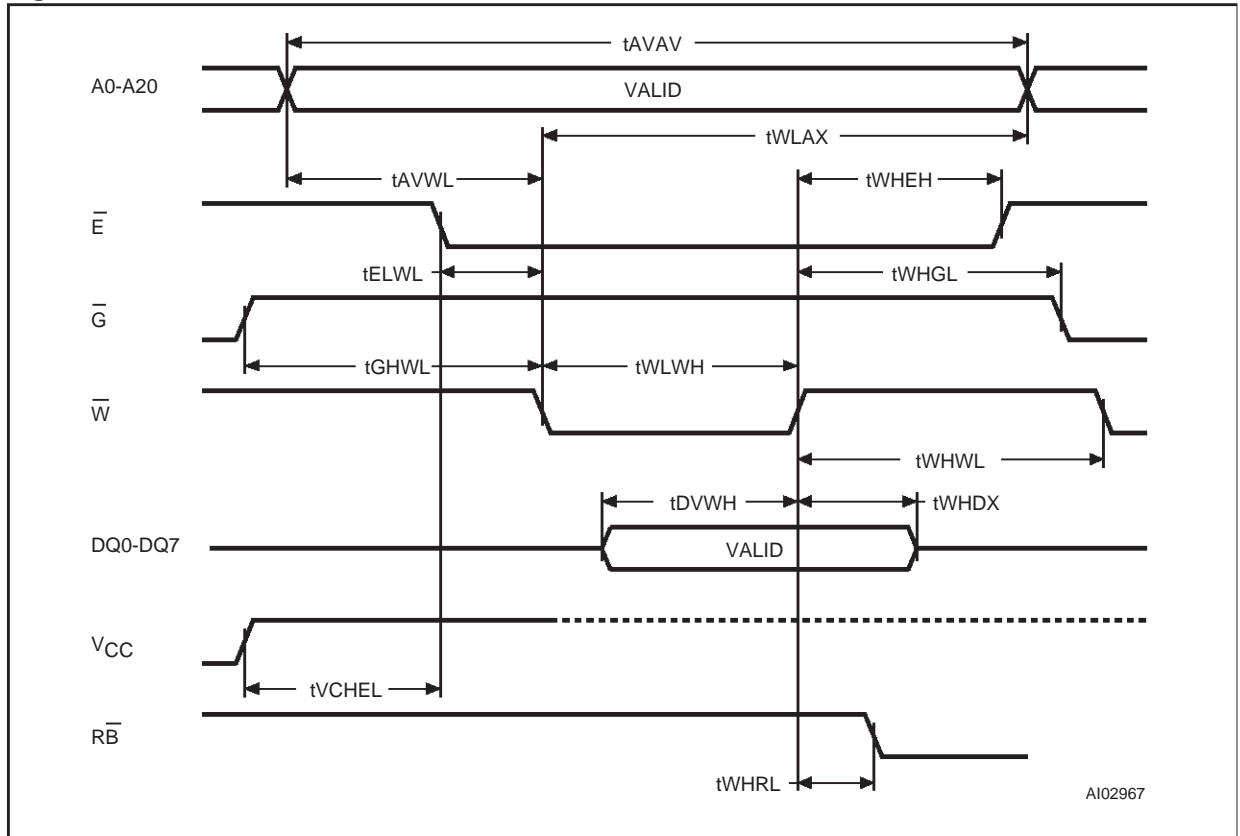 tAVAV
A0-A20
VALID
tWLAX
tAVWL
tWHEH
E̅
tELWL
tWHGL
G̅
tGHWL
tWLWH
W̅
tWHWL
tDVWH
tWHDX
DQ0-DQ7
VALID
VCC
tVCHEL
RB̅
tWHRL
AI02967